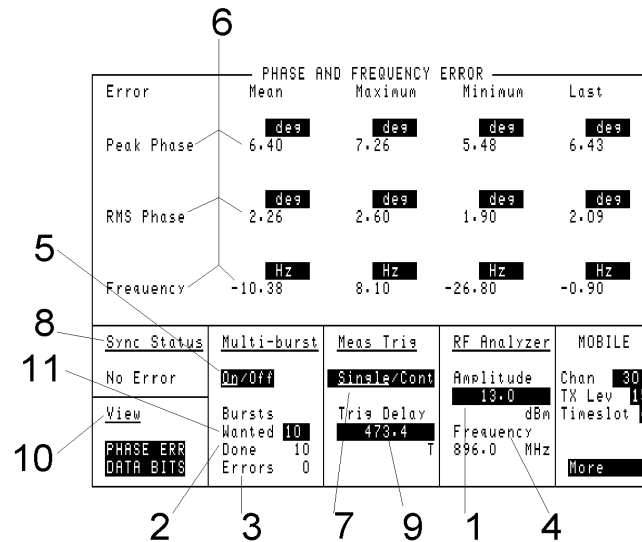 6
PHASE AND FREQUENCY ERROR
Error Mean Maximum Minimum Last
deg deg deg deg
Peak Phase 6.40 7.26 5.48 6.43
deg deg deg deg
RMS Phase 2.26 2.60 1.90 2.09
5
Hz Hz Hz Hz
Frequency -10.38 8.10 -26.80 -0.90
8
Sync Status Multi-burst Meas Trig RF Analyzer MOBILE
11
No Error On/Off Single/Cont Amplitude Chan 30
13.0 TX Lev
dBm Timeslot
10
View Bursts Trig Delay
Wanted 10 473.4 Frequency
PHASE ERR Done 10 T 896.0 MHz
DATA BITS Errors 0 More
2 3 7 9 1 4